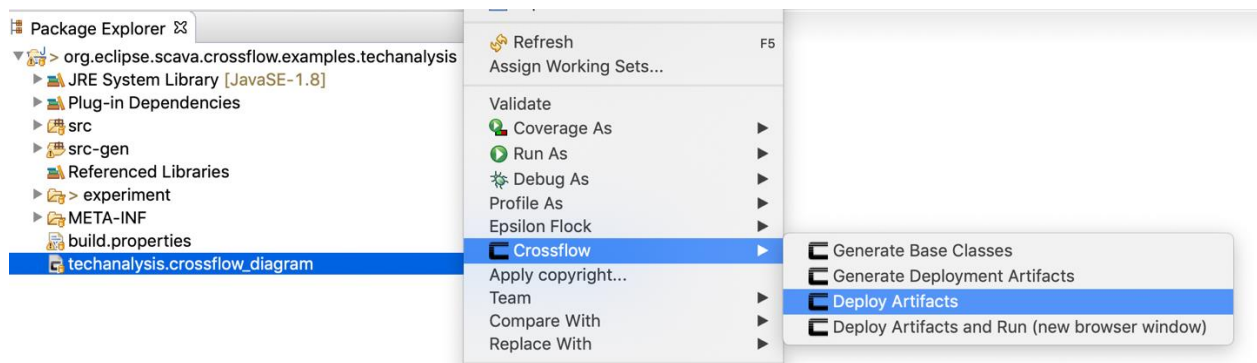 Package Explorer
> org.eclipse.scava.crossflow.examples.techanalysis
JRE System Library [JavaSE-1.8]
Plug-in Dependencies
src
src-gen
Referenced Libraries
> experiment
META-INF
build.properties
techanalysis.crossflow_diagram
Refresh F5
Assign Working Sets...
Validate
Coverage As
Run As
Debug As
Profile As
Epsilon Flock
Crossflow
Apply copyright...
Team
Compare With
Replace With
Generate Base Classes
Generate Deployment Artifacts
Deploy Artifacts
Deploy Artifacts and Run (new browser window)